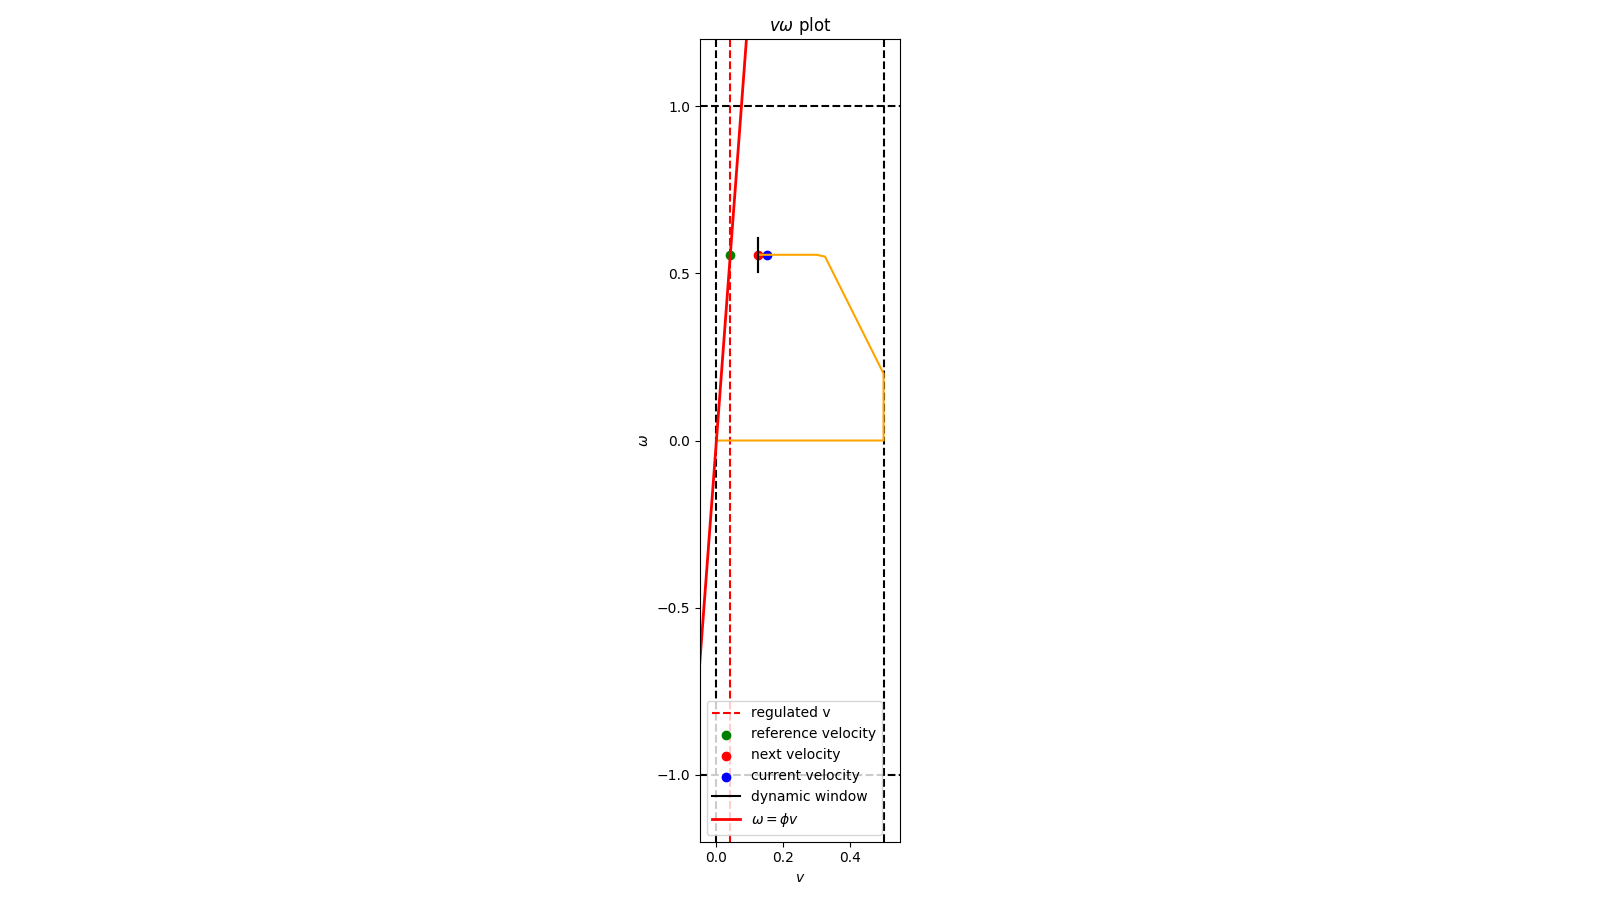 vω plot
1.0
0.5
0.0
−0.5
−1.0
ω
0.0 0.2 0.4
v
regulated v
reference velocity
next velocity
current velocity
dynamic window
ω = ϕv